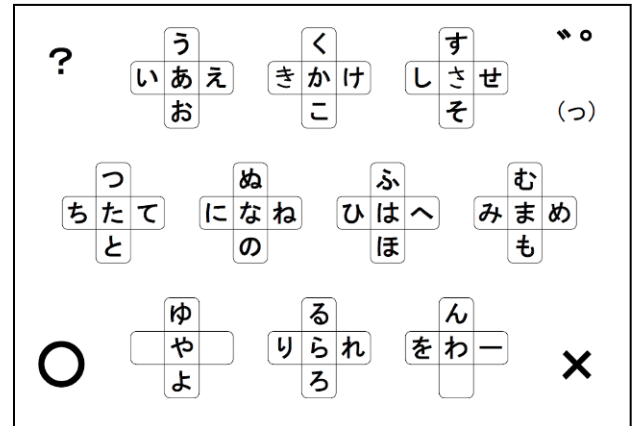 う く す ゛゜
? いあえ きかけ しさせ
お こ そ (っ)
つ ぬ ふ む
ちたて になね ひはへ みまめ
と の ほ も
ゆ る ん
や りられ をわー
○ よ ろ ×